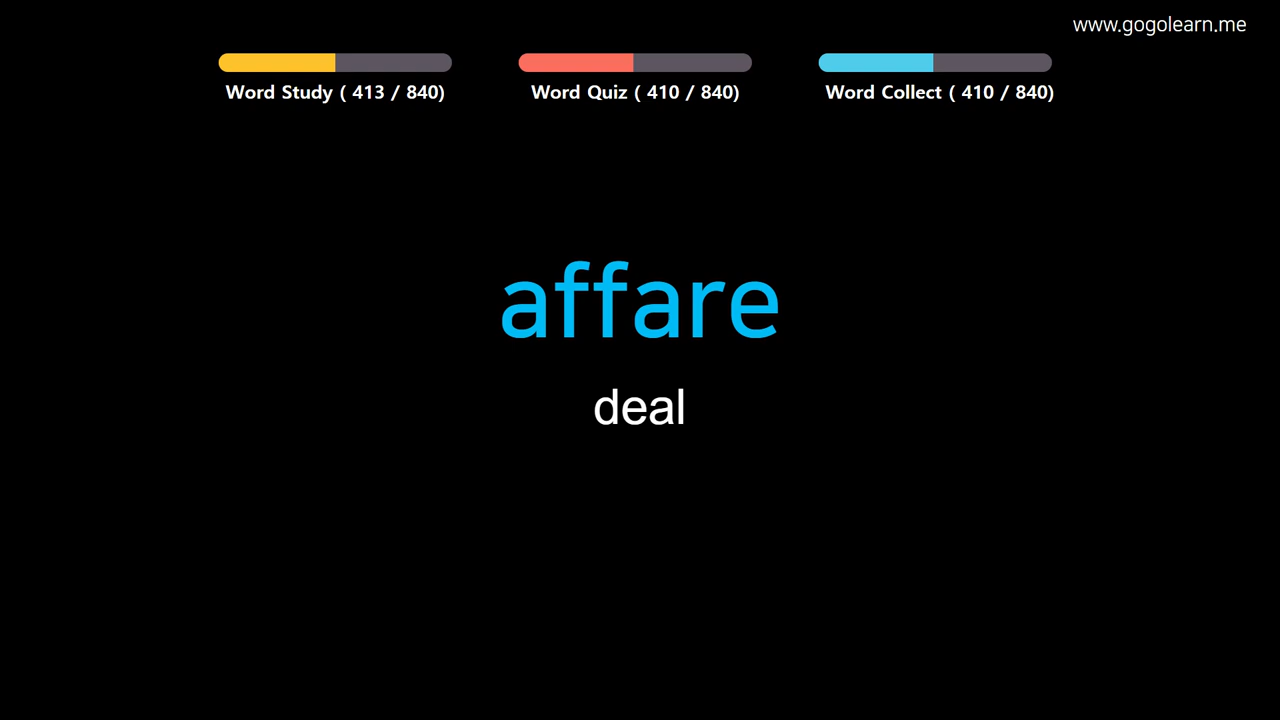 www.gogolearn.me
Word Study ( 413 / 840)
Word Quiz ( 410 / 840)
Word Collect ( 410 / 840)
affare
deal